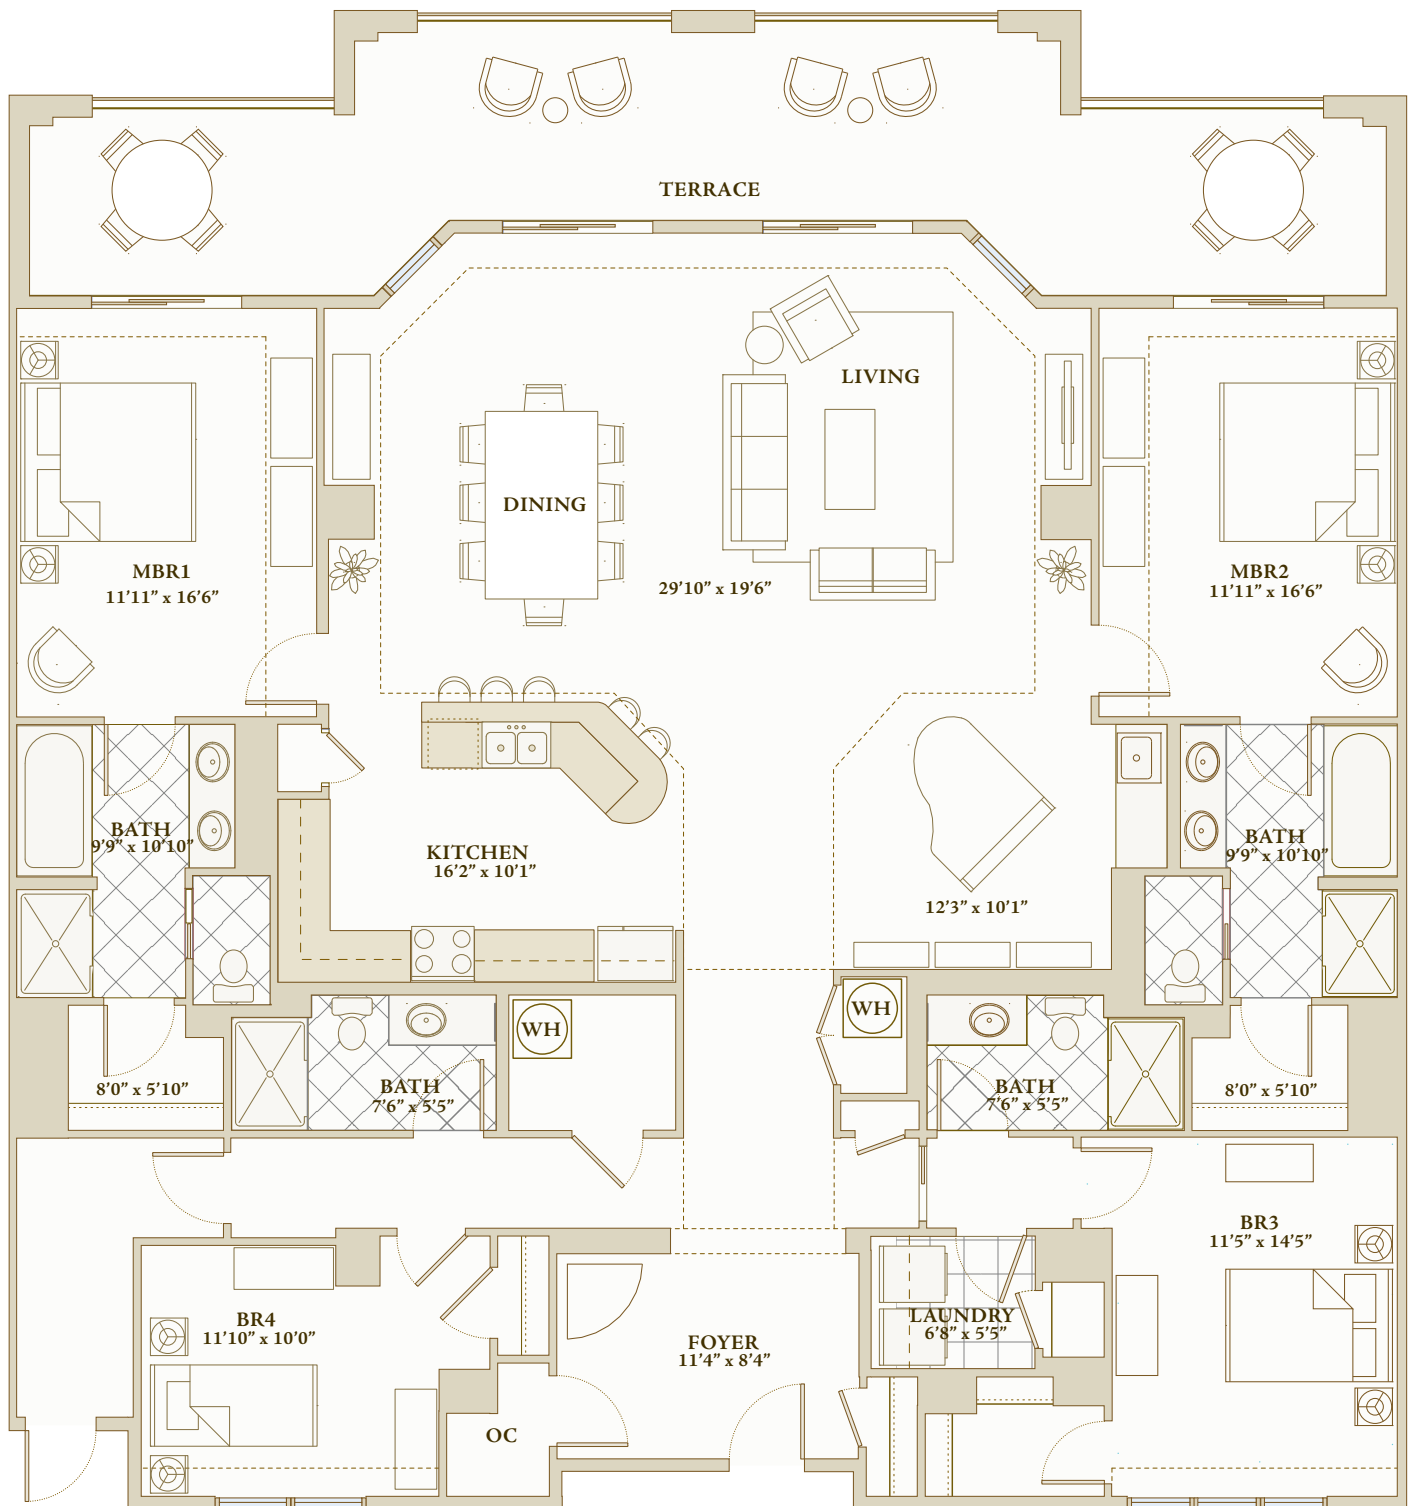 TERRACE
LIVING
DINING
MBR1
11'11" x 16'6"
29'10" x 19'6"
MBR2
11'11" x 16'6"
BATH
9'9" x 10'10"
KITCHEN
16'2" x 10'1"
BATH
9'9" x 10'10"
12'3" x 10'1"
WH
WH
8'0" x 5'10"
BATH
7'6" x 5'5"
BATH
7'6" x 5'5"
8'0" x 5'10"
BR3
11'5" x 14'5"
BR4
11'10" x 10'0"
FOYER
11'4" x 8'4"
LAUNDRY
6'8" x 5'5"
OC